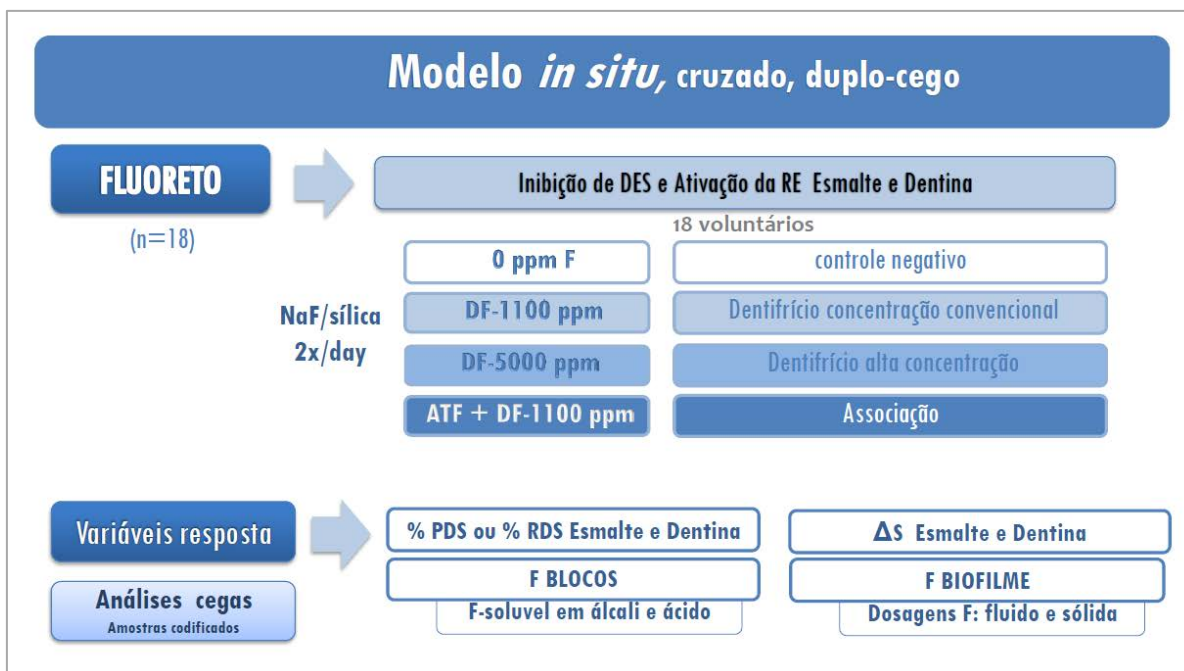 Modelo in situ, cruzado, duplo-cego
FLUORETO
(n=18)
Inibição de DES e Ativação da RE Esmalte e Dentina
18 voluntários
NaF/sílica
2x/day
0 ppm F
controle negativo
DF-1100 ppm
Dentifrício concentração convencional
DF-5000 ppm
Dentifrício alta concentração
ATF + DF-1100 ppm
Associação
Variáveis resposta
Análises cegas
Amostras codificados
% PDS ou % RDS Esmalte e Dentina
ΔS Esmalte e Dentina
F BLOCOS
F BIOFILME
F-soluvel em álcali e ácido
Dosagens F: fluido e sólida